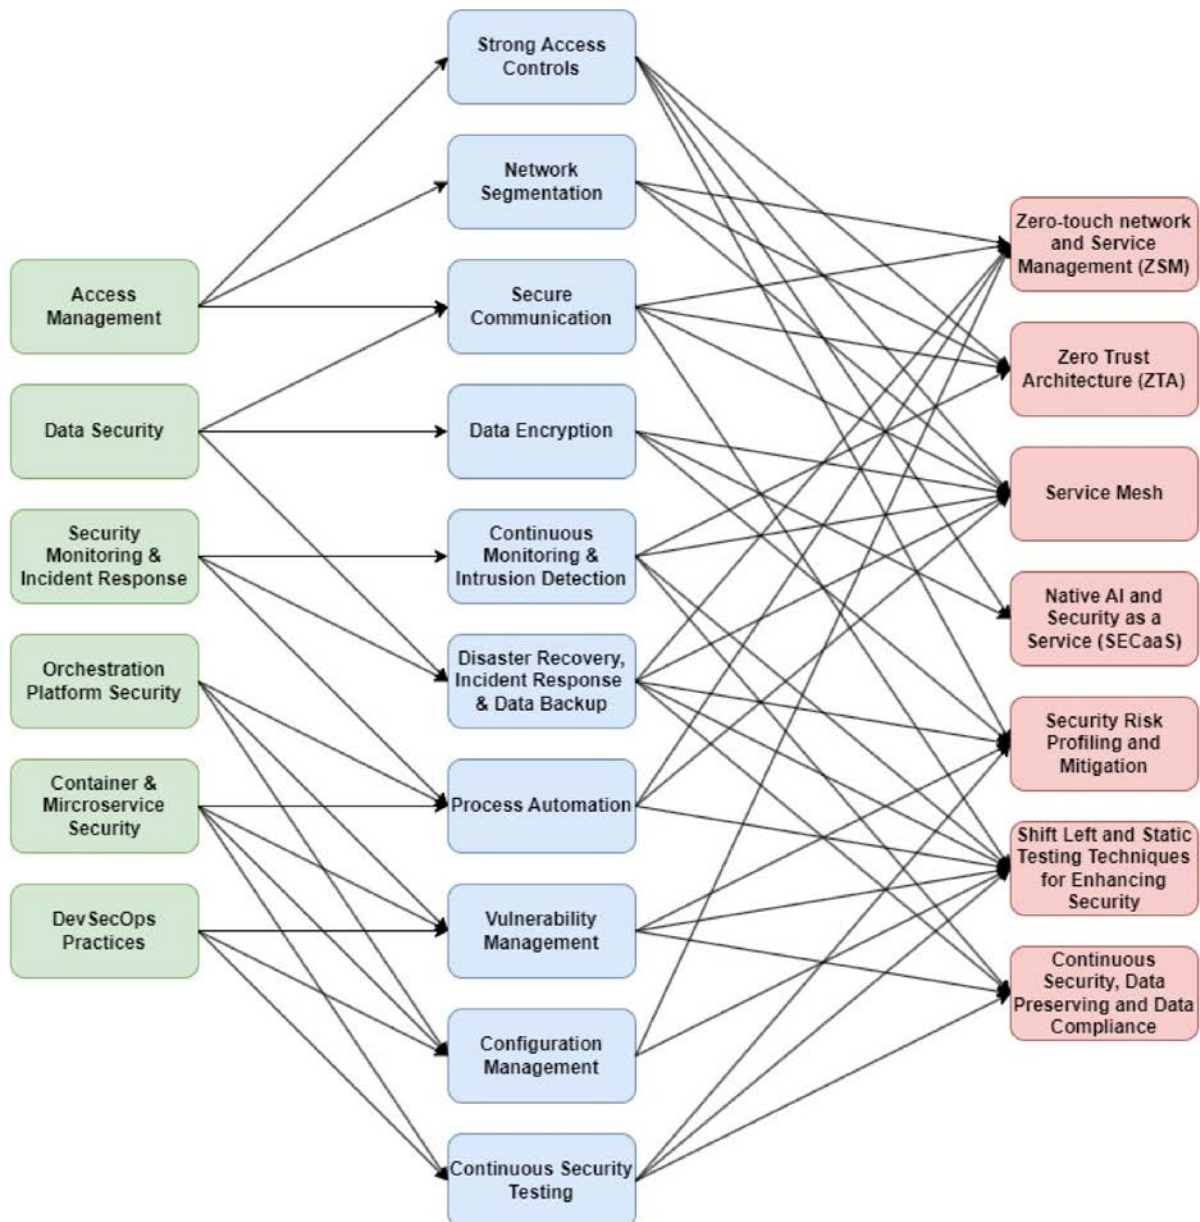 Strong Access
Controls
Network
Segmentation
Secure
Communication
Data Encryption
Continuous
Monitoring &
Intrusion Detection
Disaster Recovery,
Incident Response
& Data Backup
Process Automation
Vulnerability
Management
Configuration
Management
Continuous Security
Testing
Access
Management
Data Security
Security
Monitoring &
Incident Response
Orchestration
Platform Security
Container &
Mircroservice
Security
DevSecOps
Practices
Zero-touch network
and Service
Management (ZSM)
Zero Trust
Architecture (ZTA)
Service Mesh
Native AI and
Security as a
Service (SECaaS)
Security Risk
Profiling and
Mitigation
Shift Left and Static
Testing Techniques
for Enhancing
Security
Continuous
Security, Data
Preserving and Data
Compliance